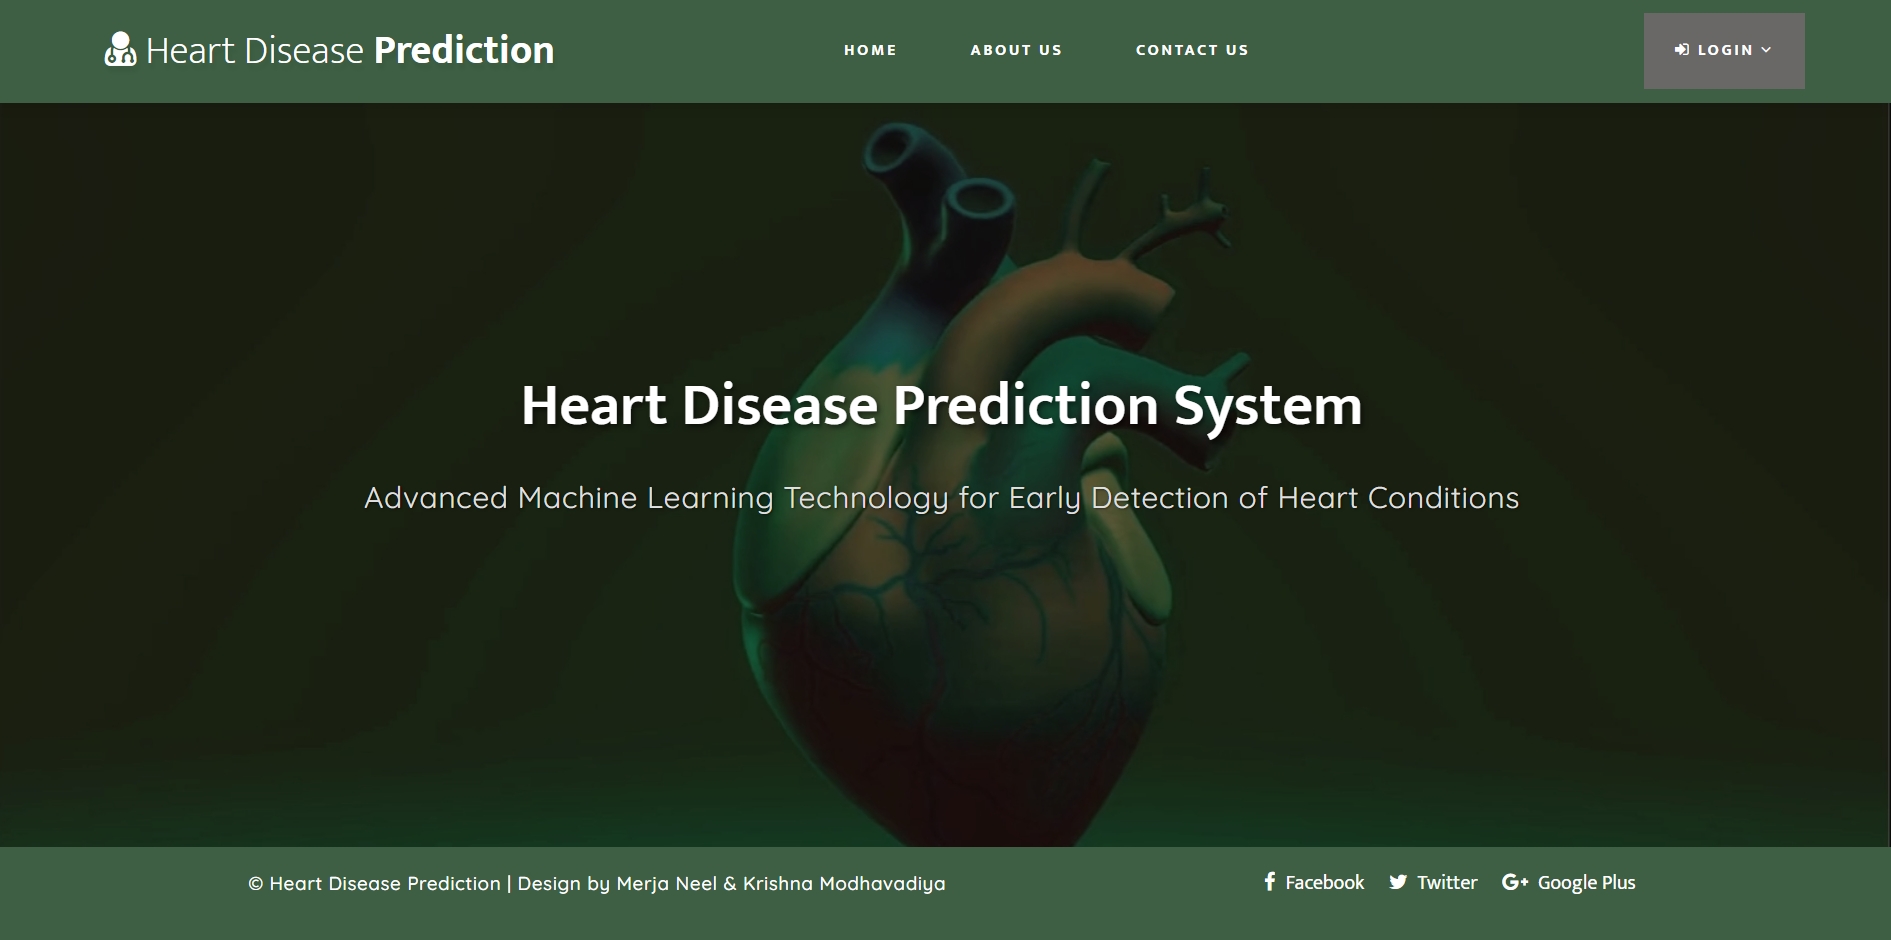 Heart Disease Prediction
HOME ABOUT US CONTACT US
LOGIN
Heart Disease Prediction System
Advanced Machine Learning Technology for Early Detection of Heart Conditions
© Heart Disease Prediction | Design by Merja Neel & Krishna Modhavadiya
Facebook Twitter G+ Google Plus